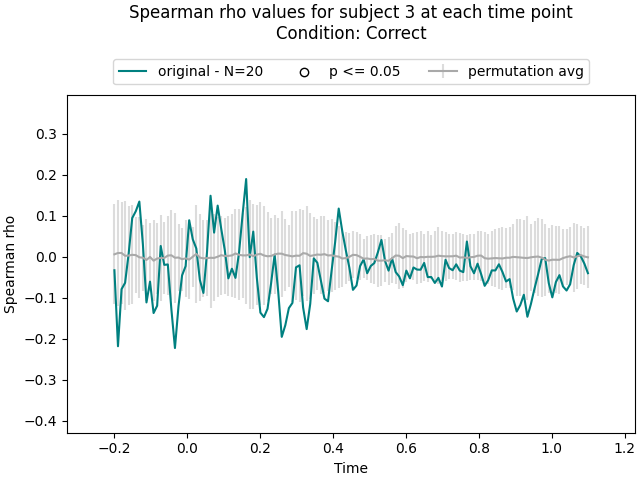 Spearman rho values for subject 3 at each time point
Condition: Correct
original - N=20
p <= 0.05
permutation avg
Spearman rho
0.3
0.2
0.1
0.0
−0.1
−0.2
−0.3
−0.4
−0.2
0.0
0.2
0.4
0.6
0.8
1.0
1.2
Time